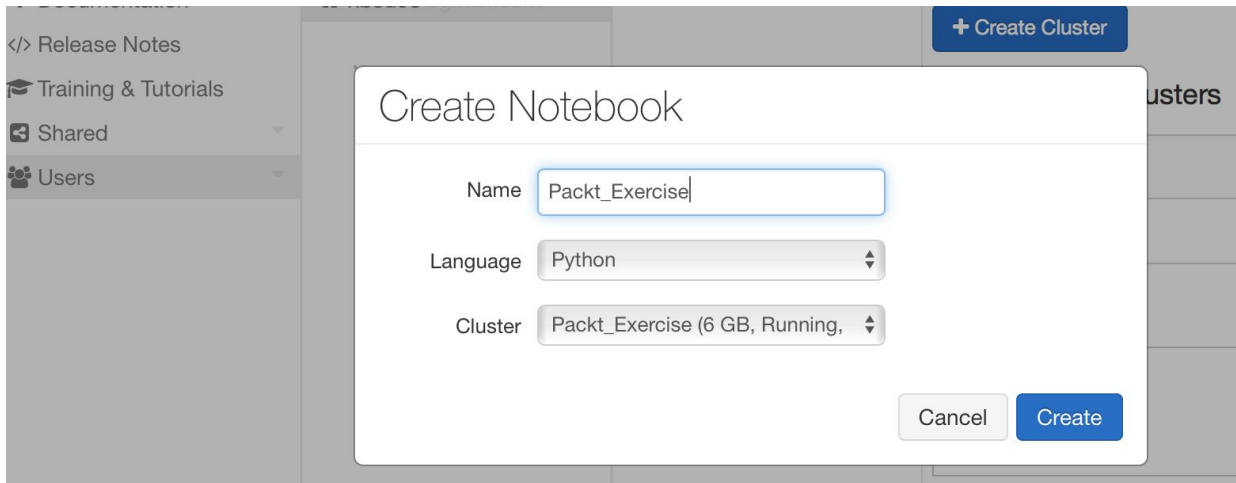 Documentation
</> Release Notes
Training & Tutorials
Shared
Users
+ Create Cluster
usters
Create Notebook
Name
Packt_Exercise
Language
Python
Cluster
Packt_Exercise (6 GB, Running,
Cancel
Create